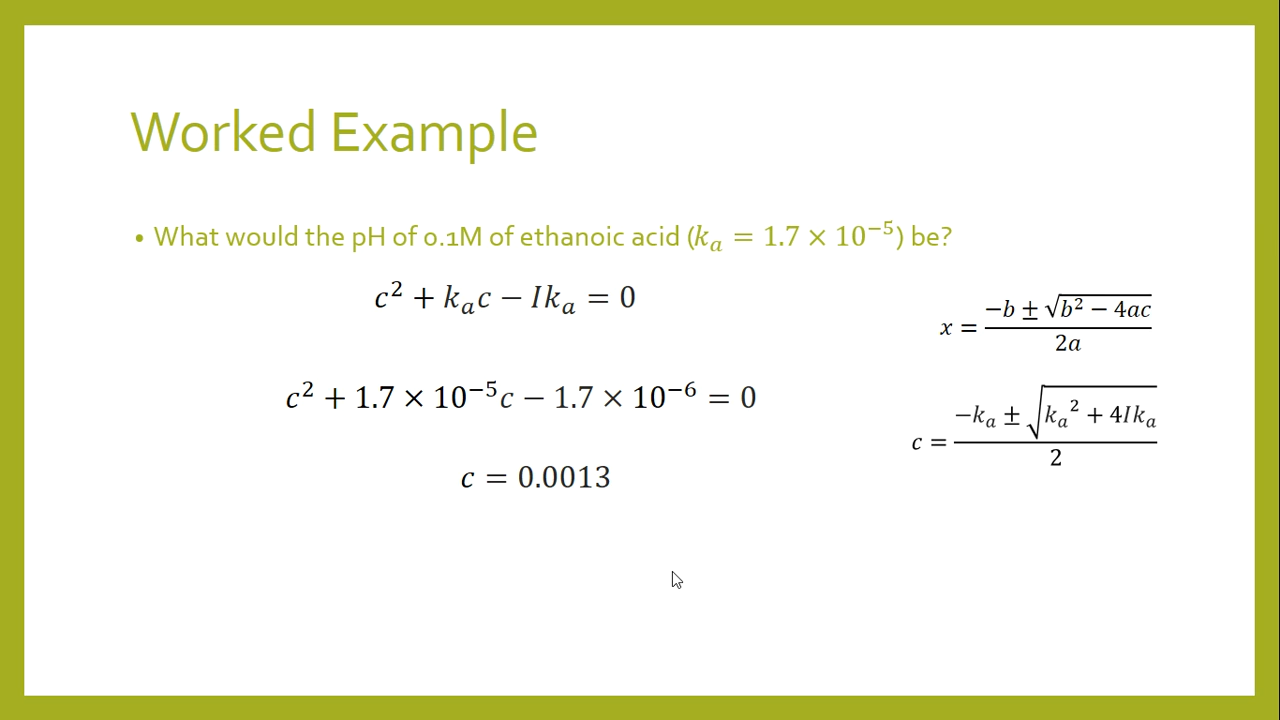 Worked Example
• What would the pH of 0.1M of ethanoic acid (kₐ = 1.7 × 10⁻⁵) be?
c² + kₐc − Ikₐ = 0
c² + 1.7 × 10⁻⁵c − 1.7 × 10⁻⁶ = 0
c = 0.0013
x = (−b ± √(b² − 4ac)) / 2a
c = (−kₐ ± √(kₐ² + 4Ikₐ)) / 2